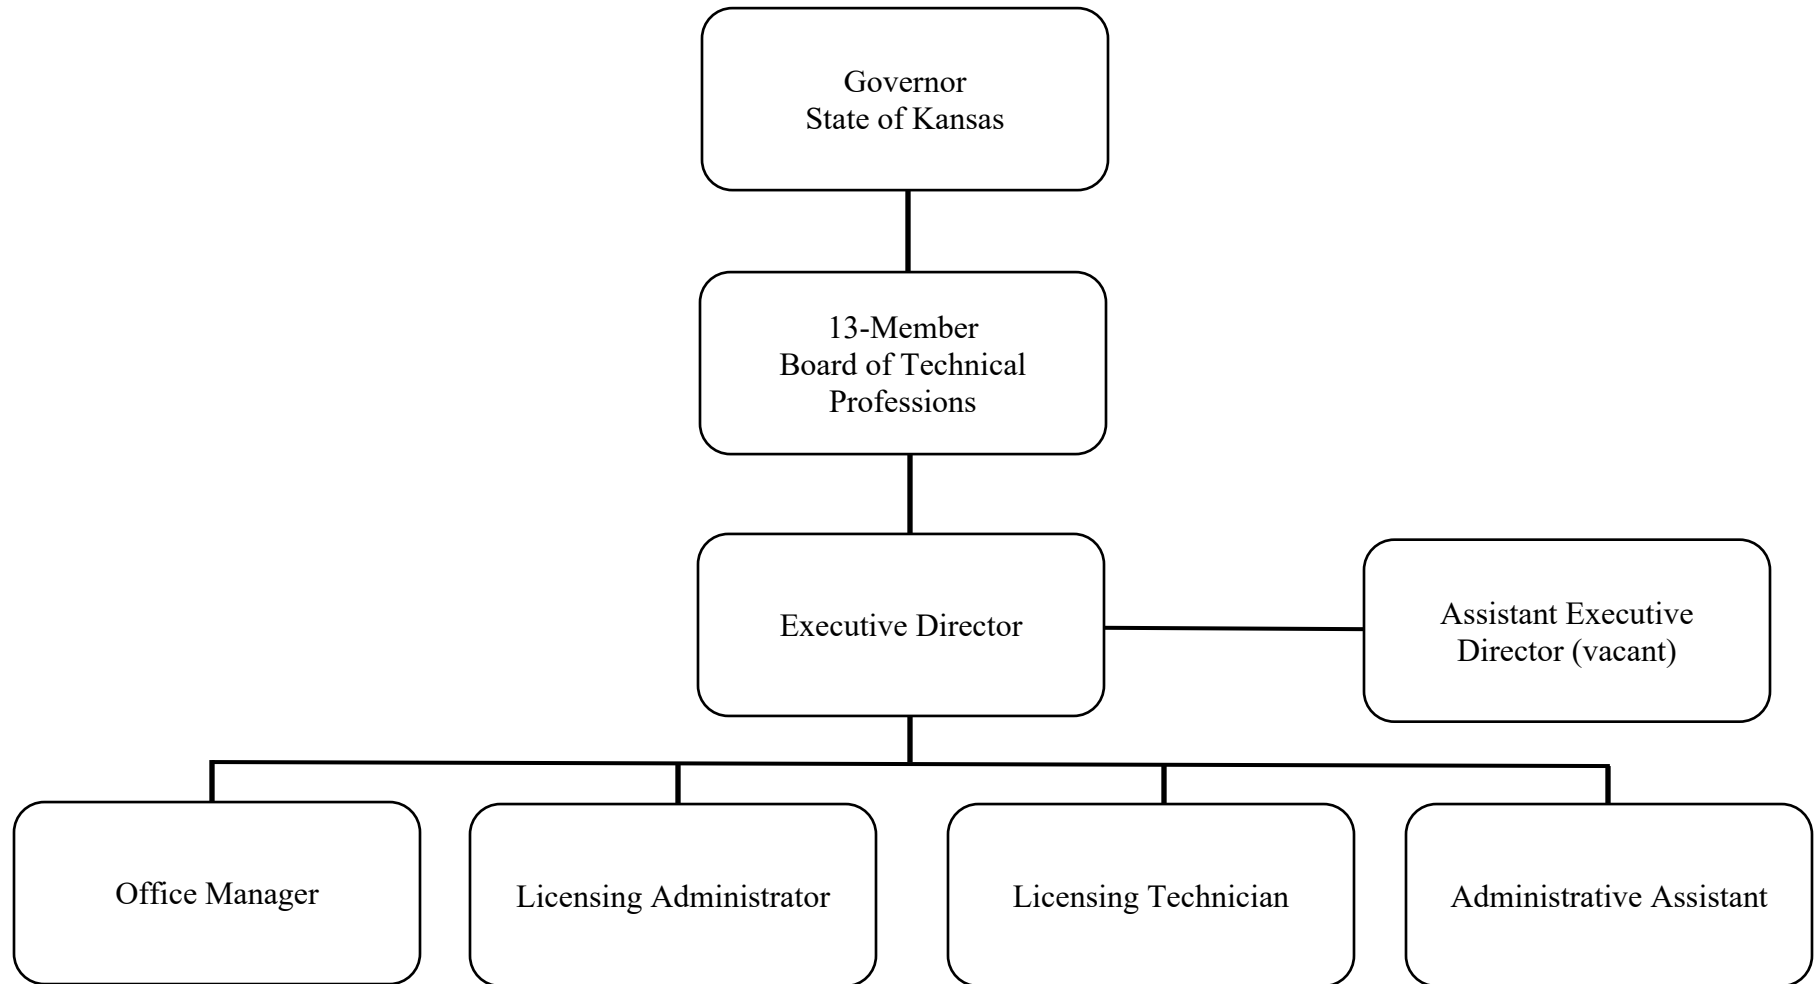 Governor
State of Kansas
13-Member
Board of Technical
Professions
Executive Director
Assistant Executive
Director (vacant)
Office Manager
Licensing Administrator
Licensing Technician
Administrative Assistant